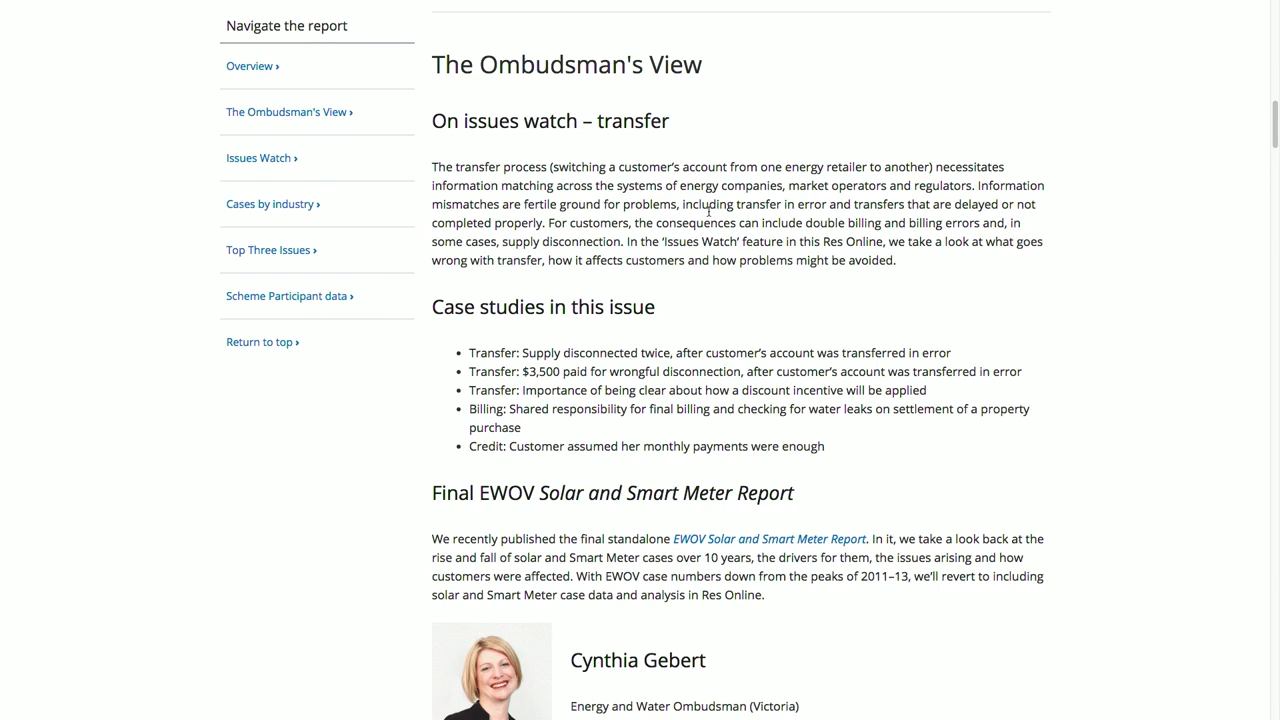 Navigate the report
Overview ›
The Ombudsman's View ›
Issues Watch ›
Cases by industry ›
Top Three Issues ›
Scheme Participant data ›
Return to top ›
The Ombudsman's View
On issues watch – transfer
The transfer process (switching a customer’s account from one energy retailer to another) necessitates
information matching across the systems of energy companies, market operators and regulators. Information
mismatches are fertile ground for problems, including transfer in error and transfers that are delayed or not
completed properly. For customers, the consequences can include double billing and billing errors and, in
some cases, supply disconnection. In the ‘Issues Watch’ feature in this Res Online, we take a look at what goes
wrong with transfer, how it affects customers and how problems might be avoided.
Case studies in this issue
• Transfer: Supply disconnected twice, after customer’s account was transferred in error
• Transfer: $3,500 paid for wrongful disconnection, after customer’s account was transferred in error
• Transfer: Importance of being clear about how a discount incentive will be applied
• Billing: Shared responsibility for final billing and checking for water leaks on settlement of a property
purchase
• Credit: Customer assumed her monthly payments were enough
Final EWOV Solar and Smart Meter Report
We recently published the final standalone EWOV Solar and Smart Meter Report. In it, we take a look back at the
rise and fall of solar and Smart Meter cases over 10 years, the drivers for them, the issues arising and how
customers were affected. With EWOV case numbers down from the peaks of 2011–13, we’ll revert to including
solar and Smart Meter case data and analysis in Res Online.
Cynthia Gebert
Energy and Water Ombudsman (Victoria)